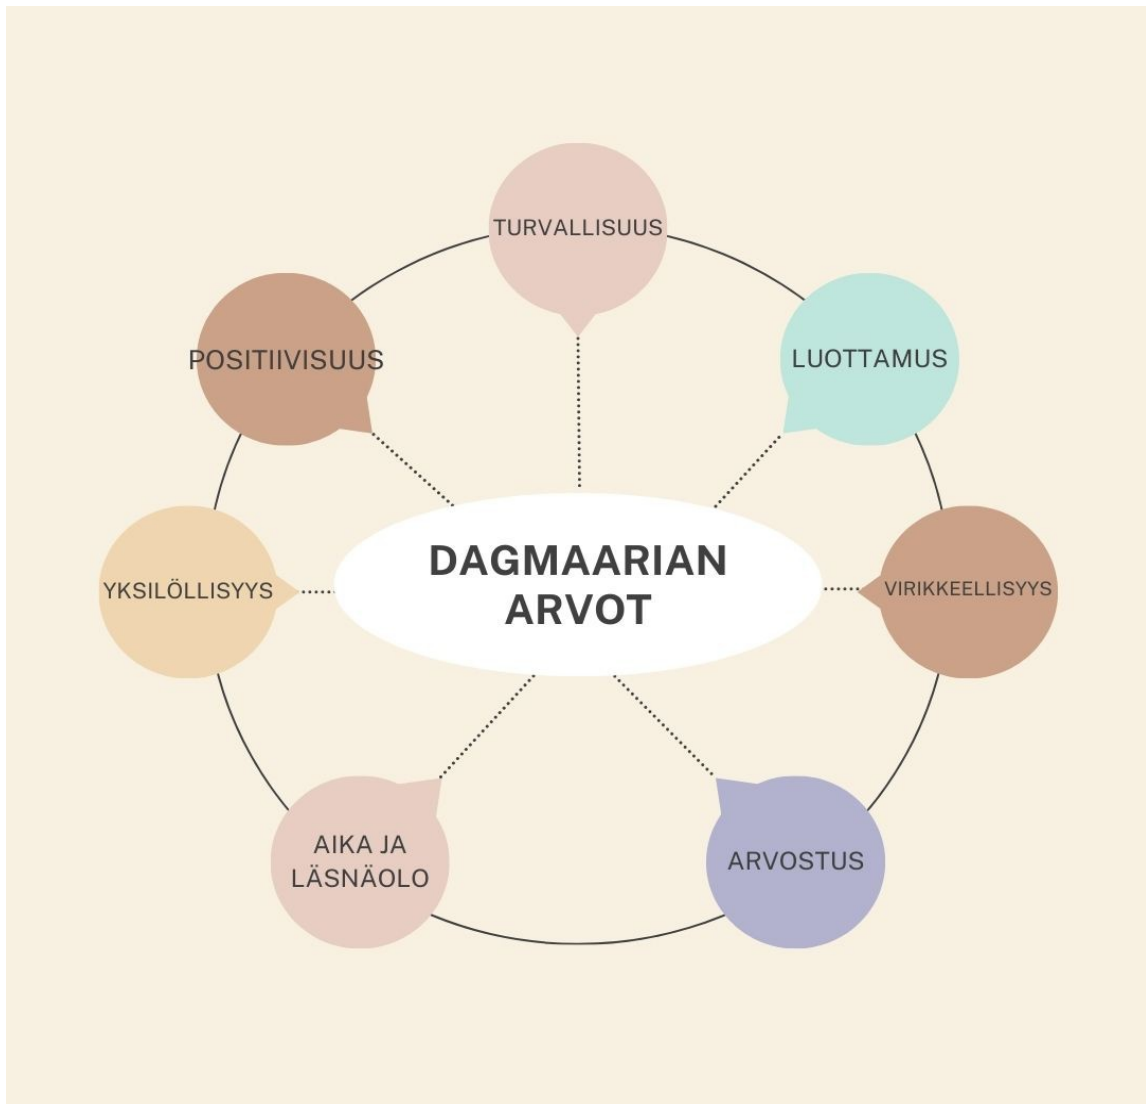 TURVALLISUUS
POSITIIVISUUS
LUOTTAMUS
DAGMAARIAN
ARVOT
YKSILÖLLISYYS
VIRIKKEELLISYYS
AIKA JA
LÄSNÄOLO
ARVOSTUS